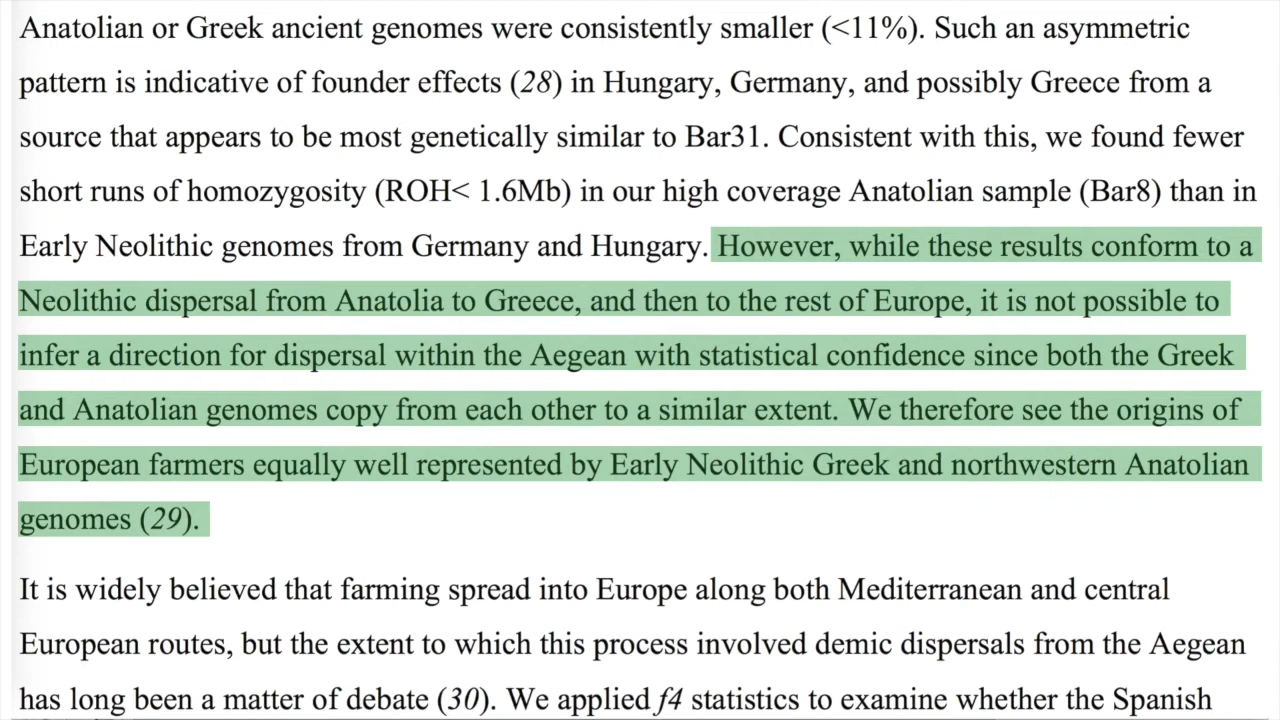 Anatolian or Greek ancient genomes were consistently smaller (<11%). Such an asymmetric
pattern is indicative of founder effects (28) in Hungary, Germany, and possibly Greece from a
source that appears to be most genetically similar to Bar31. Consistent with this, we found fewer
short runs of homozygosity (ROH< 1.6Mb) in our high coverage Anatolian sample (Bar8) than in
Early Neolithic genomes from Germany and Hungary. However, while these results conform to a
Neolithic dispersal from Anatolia to Greece, and then to the rest of Europe, it is not possible to
infer a direction for dispersal within the Aegean with statistical confidence since both the Greek
and Anatolian genomes copy from each other to a similar extent. We therefore see the origins of
European farmers equally well represented by Early Neolithic Greek and northwestern Anatolian
genomes (29).
It is widely believed that farming spread into Europe along both Mediterranean and central
European routes, but the extent to which this process involved demic dispersals from the Aegean
has long been a matter of debate (30). We applied f4 statistics to examine whether the Spanish